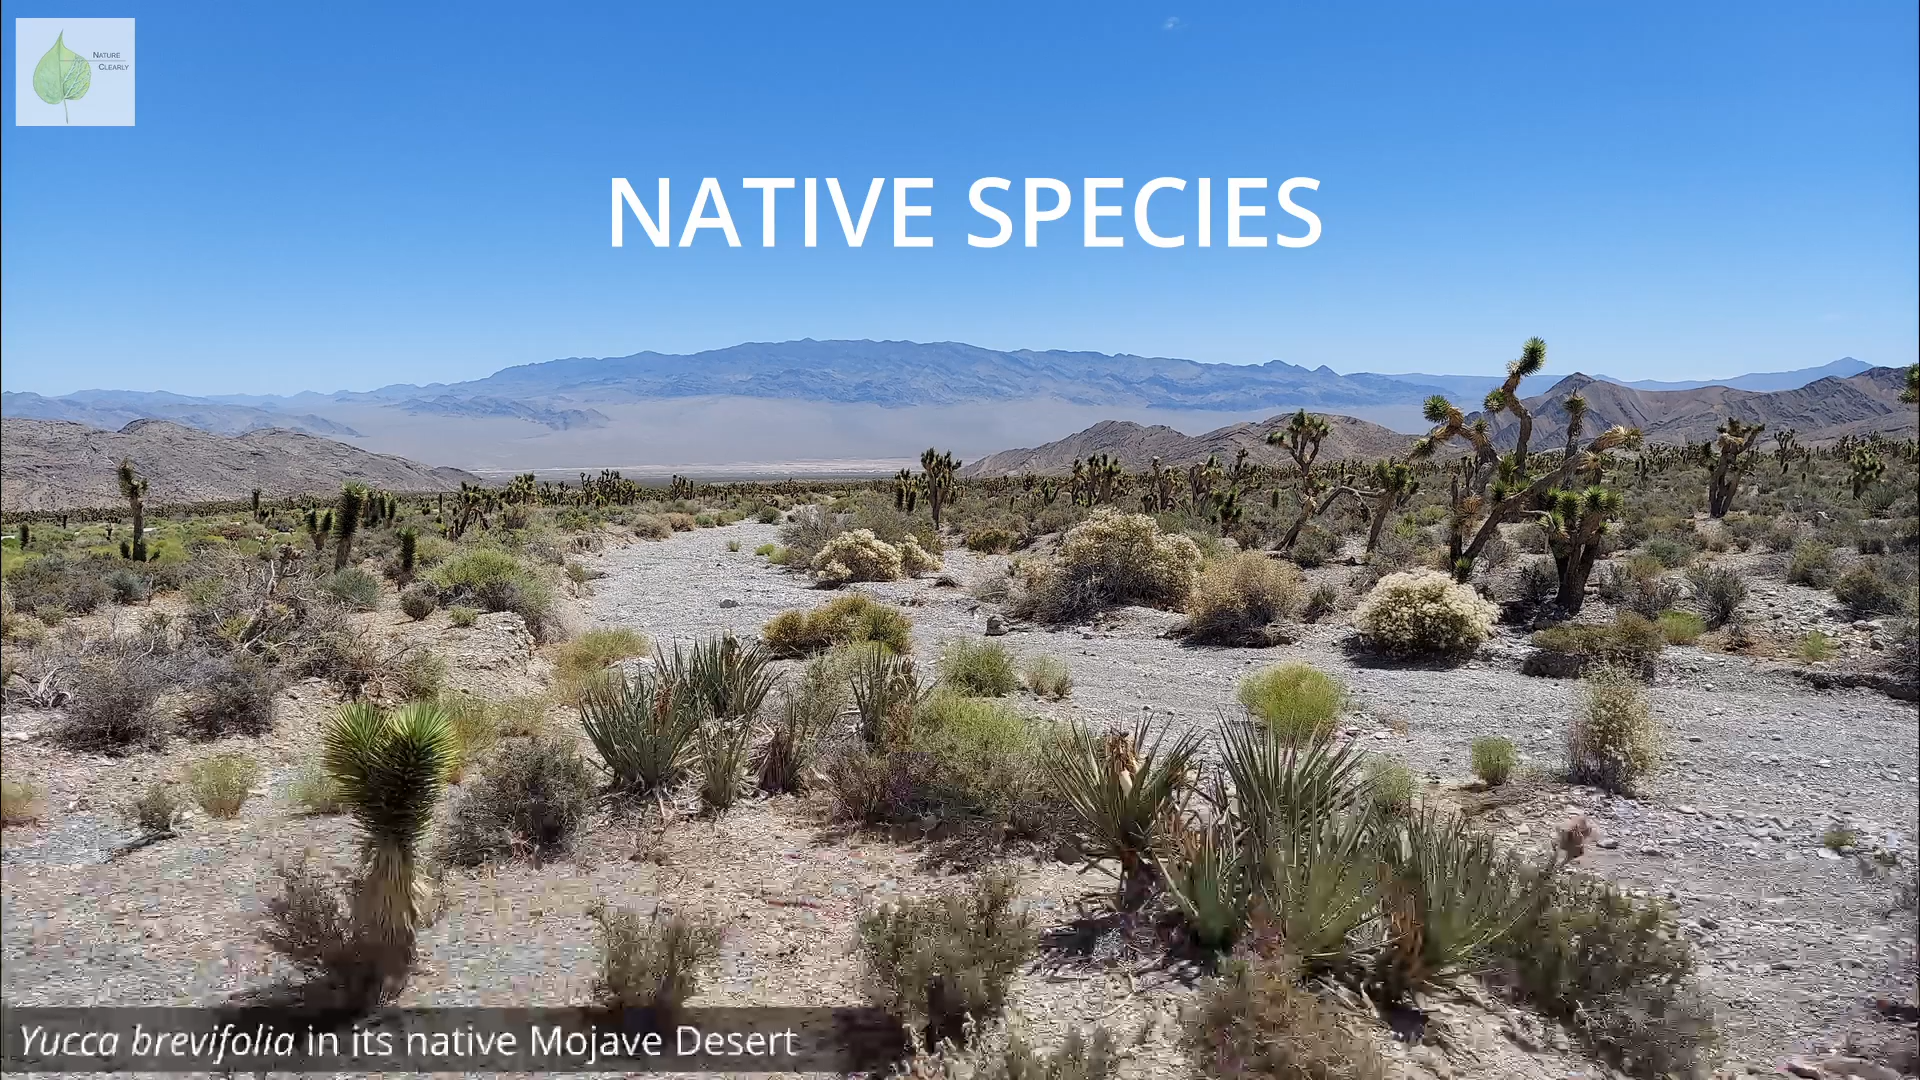 NATURE
CLEARLY
NATIVE SPECIES
Yucca brevifolia in its native Mojave Desert